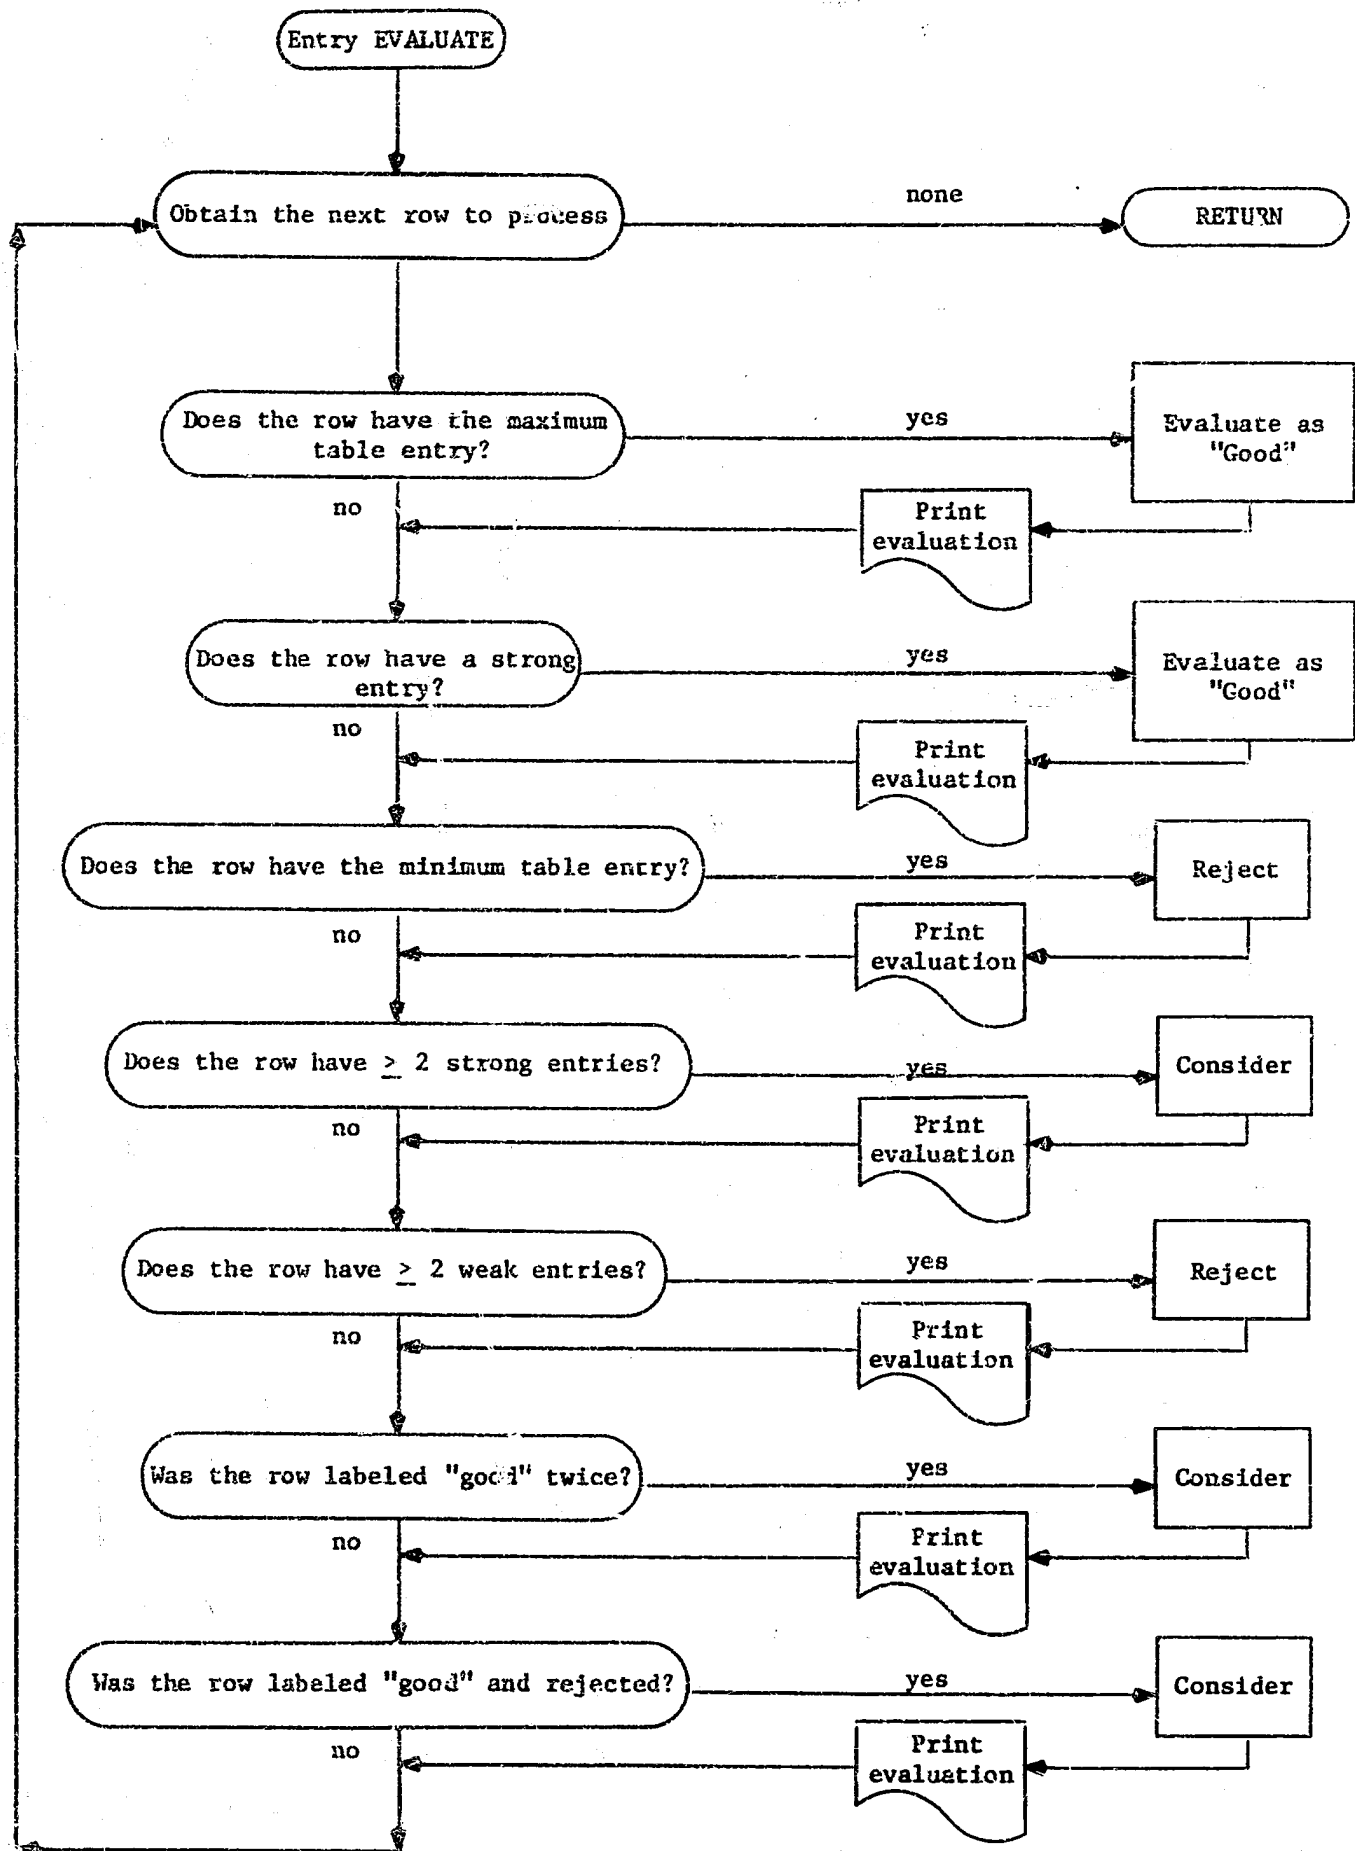 Entry EVALUATE
Obtain the next row to process
none
RETURN
Does the row have the maximum
table entry?
yes
Evaluate as
"Good"
no
Print
evaluation
Does the row have a strong
entry?
yes
Evaluate as
"Good"
no
Print
evaluation
Does the row have the minimum table entry?
yes
Reject
no
Print
evaluation
Does the row have ≥ 2 strong entries?
yes
Consider
no
Print
evaluation
Does the row have ≥ 2 weak entries?
yes
Reject
no
Print
evaluation
Was the row labeled "good" twice?
yes
Consider
no
Print
evaluation
Was the row labeled "good" and rejected?
yes
Consider
no
Print
evaluation